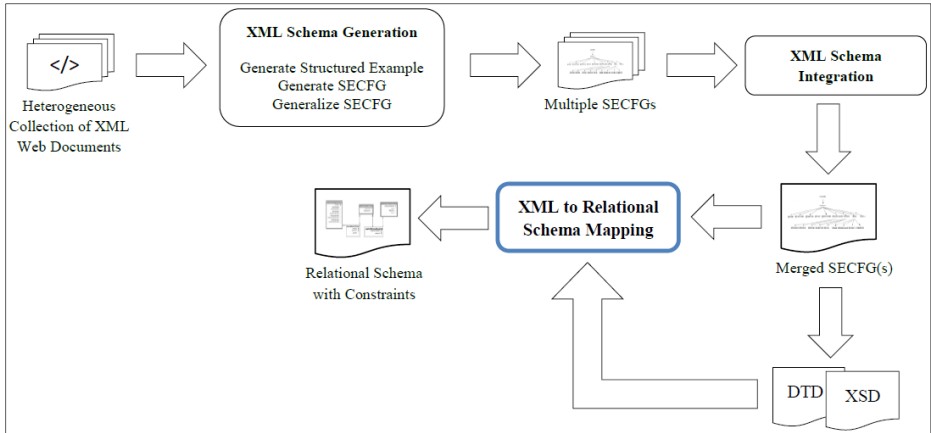 </>
Heterogeneous
Collection of XML
Web Documents
XML Schema Generation
Generate Structured Example
Generate SECFG
Generalize SECFG
Multiple SECFGs
XML Schema
Integration
Merged SECFG(s)
XML to Relational
Schema Mapping
Relational Schema
with Constraints
DTD
XSD